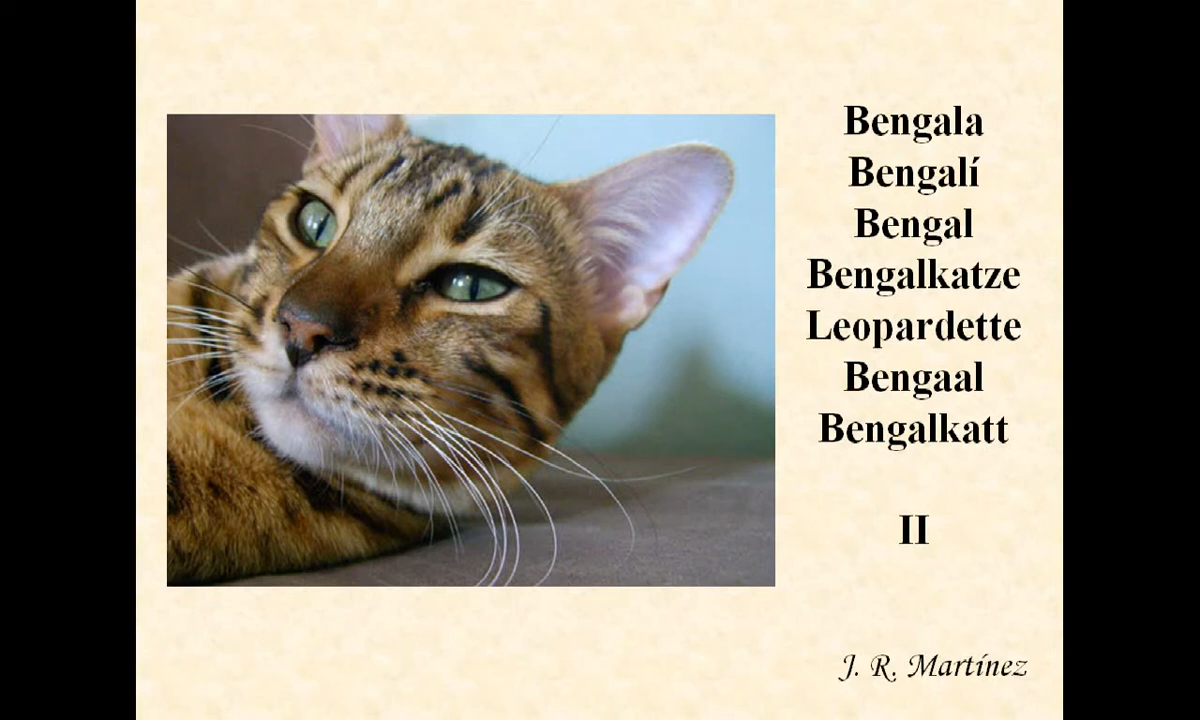 Bengala
Bengalí
Bengal
Bengalkatze
Leopardette
Bengaal
Bengalkatt
II
J. R. Martínez